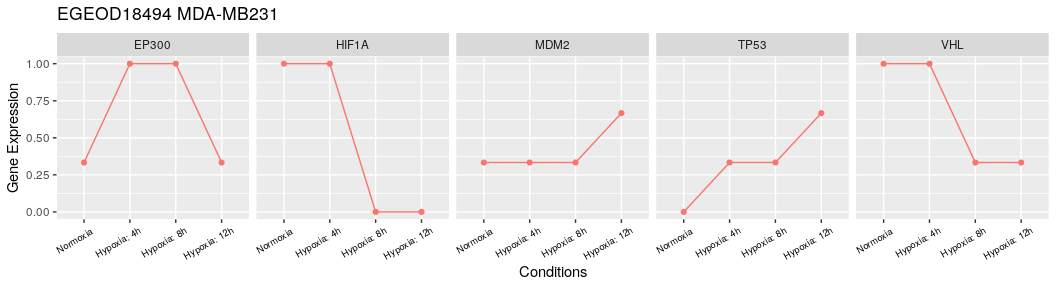 EGEOD18494 MDA-MB231
EP300 HIF1A MDM2 TP53 VHL
1.00
0.75
0.50
0.25
0.00
Gene Expression
Normoxia Hypoxia: 4h Hypoxia: 8h Hypoxia: 12h Normoxia Hypoxia: 4h Hypoxia: 8h Hypoxia: 12h Normoxia Hypoxia: 4h Hypoxia: 8h Hypoxia: 12h Normoxia Hypoxia: 4h Hypoxia: 8h Hypoxia: 12h Normoxia Hypoxia: 4h Hypoxia: 8h Hypoxia: 12h
Conditions